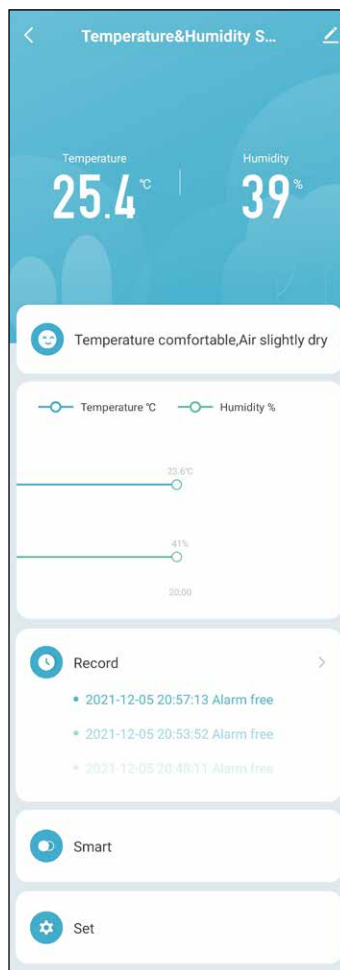 Temperature&Humidity S...
Temperature
25.4 ℃
Humidity
39 %
Temperature comfortable,Air slightly dry
Temperature ℃
Humidity %
23.6℃
41%
20:00
Record
2021-12-05 20:57:13 Alarm free
2021-12-05 20:53:52 Alarm free
2021-12-05 20:48:11 Alarm free
Smart
Set